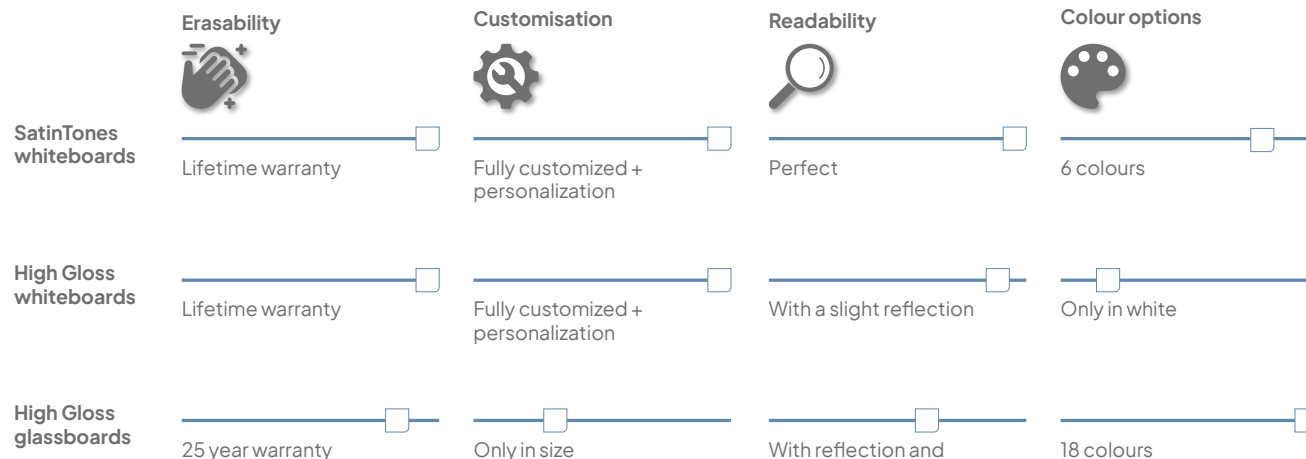 Erasability
Customisation
Readability
Colour options
SatinTones
whiteboards
Lifetime warranty
Fully customized +
personalization
Perfect
6 colours
High Gloss
whiteboards
Lifetime warranty
Fully customized +
personalization
With a slight reflection
Only in white
High Gloss
glassboards
25 year warranty
Only in size
With reflection and
18 colours